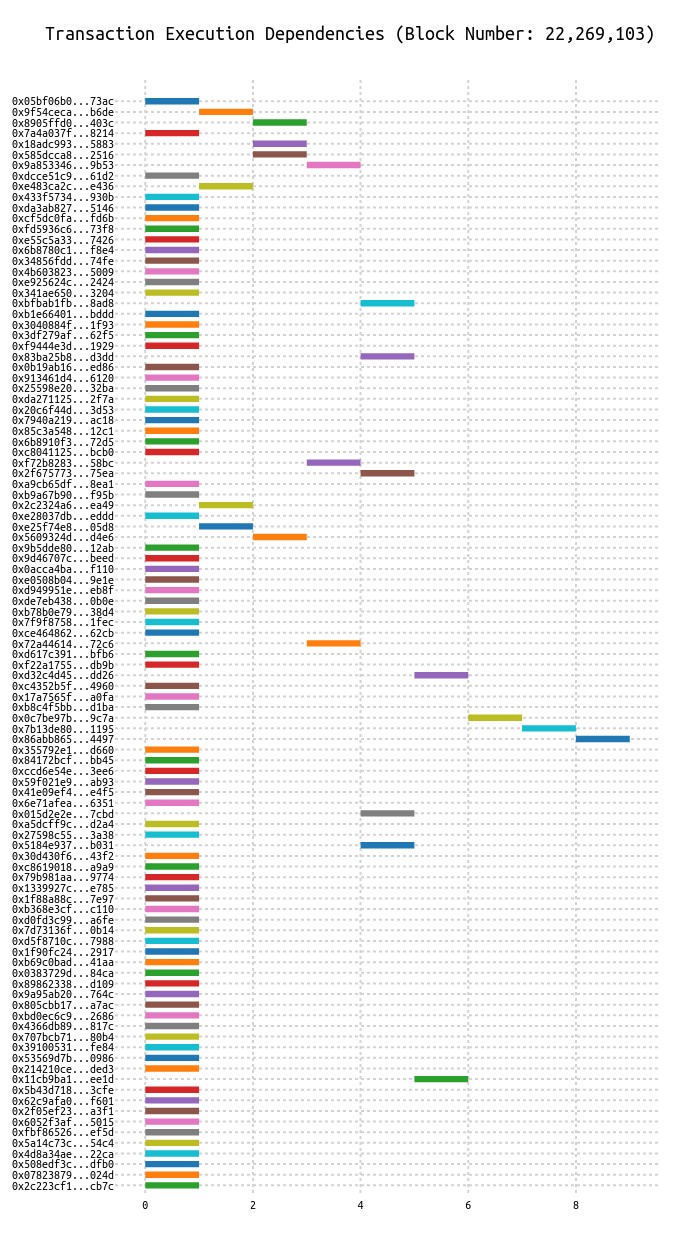 Transaction Execution Dependencies (Block Number: 22,269,103)
0x05bf06b0...73ac
0x9f54ceca...b6de
0x8905ffd0...403c
0x7a4a037f...8214
0x18adc993...5883
0x585dcca8...2516
0x9a853346...9b53
0xdcce51c9...61d2
0xe483ca2c...e436
0x433f5734...930b
0xda3ab827...5146
0xcf5dc0fa...fd6b
0xfd5936c6...73f8
0xe55c5a33...7426
0x6b8780c1...f8e4
0x34856fdd...74fe
0x4b603823...5009
0xe925624c...2424
0x341ae650...3204
0xbfbab1fb...8ad8
0xb1e66401...bddd
0x3040884f...1f93
0x3df279af...62f5
0xf9444e3d...1929
0x83ba25b8...d3dd
0x0b19ab16...ed86
0x913461d4...6120
0x25598e20...32ba
0xda271125...2f7a
0x20c6f44d...3d53
0x7940a219...ac18
0x85c3a548...12c1
0x6b8910f3...72d5
0xc8041125...bcb0
0xf72b8283...58bc
0x2f675773...75ea
0xa9cb65df...8ea1
0xb9a67b90...f95b
0x2c2324a6...ea49
0xe28037db...eddd
0xe25f74e8...05d8
0x5609324d...d4e6
0x9b5dde80...12ab
0x9d46707c...beed
0x0acca4ba...f110
0xe0508b04...9e1e
0xd949951e...eb8f
0xde7eb438...0b0e
0xb78b0e79...38d4
0x7f9f8758...1fec
0xce464862...62cb
0x72a44614...72c6
0xd617c391...bfb6
0xf22a1755...db9b
0xd32c4d45...dd26
0xc4352b5f...4960
0x17a7565f...a0fa
0xb8c4f5bb...d1ba
0x0c7be97b...9c7a
0x7b13de80...1195
0x86abb865...4497
0x355792e1...d660
0x84172bcf...bb45
0xccd6e54e...3ee6
0x59f021e9...ab93
0x41e09ef4...e4f5
0x6e71afea...6351
0x015d2e2e...7cbd
0xa5dcff9c...d2a4
0x27598c55...3a38
0x5184e937...b031
0x30d430f6...43f2
0xc8619018...a9a9
0x79b981aa...9774
0x1339927c...e785
0x1f88a88c...7e97
0xb368e3cf...c110
0xd0fd3c99...a6fe
0x7d73136f...0b14
0xd5f8710c...7988
0x1f90fc24...2917
0xb69c0bad...41aa
0x0383729d...84ca
0x89862338...d109
0x9a95ab20...764c
0x805cbb17...a7ac
0xbd0ec6c9...2686
0x4366db89...817c
0x707bcb71...80b4
0x39100531...fe84
0x53569d7b...0986
0x214210ce...ded3
0x11cb9ba1...ee1d
0x5b43d718...3cfe
0x62c9afa0...f601
0x2f05ef23...a3f1
0x6052f3af...5015
0xfbf86526...ef5d
0x5a14c73c...54c4
0x4d8a34ae...22ca
0x508edf3c...dfb0
0x07823879...024d
0x2c223cf1...cb7c
0 2 4 6 8